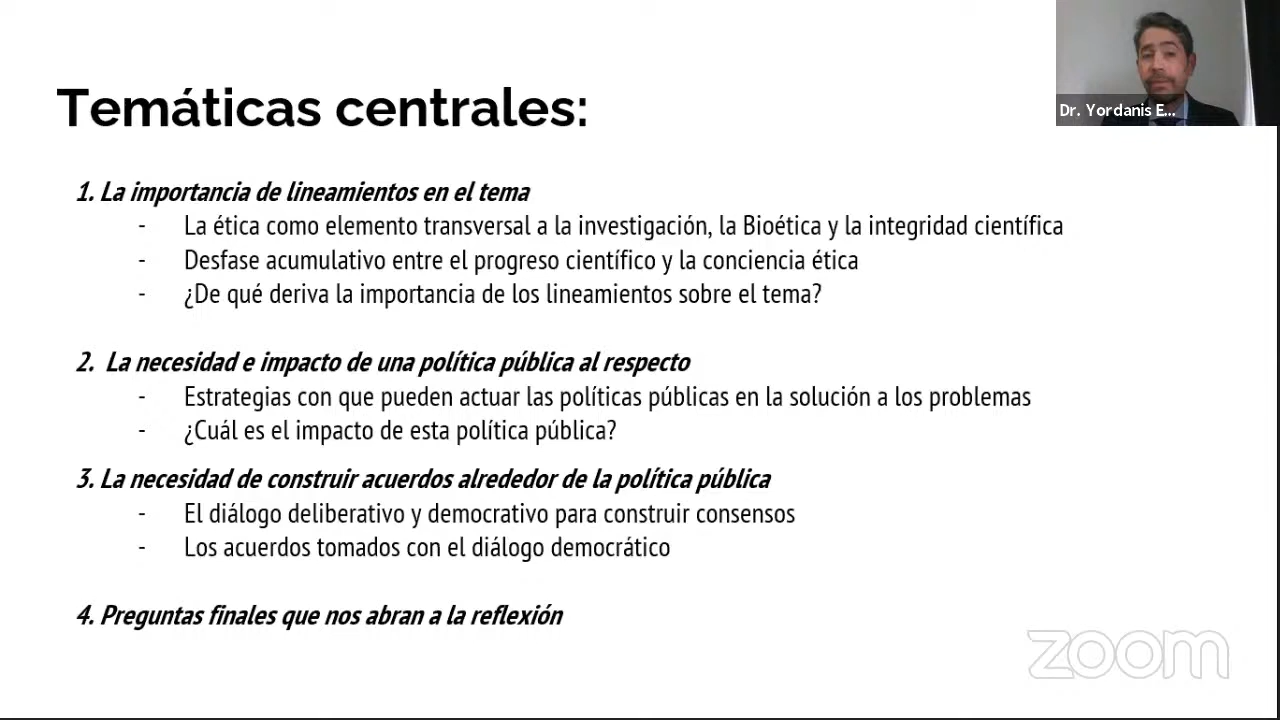 Temáticas centrales:
Dr. Yordanis E...
1. La importancia de lineamientos en el tema
- La ética como elemento transversal a la investigación, la Bioética y la integridad científica
- Desfase acumulativo entre el progreso científico y la conciencia ética
- ¿De qué deriva la importancia de los lineamientos sobre el tema?
2. La necesidad e impacto de una política pública al respecto
- Estrategias con que pueden actuar las políticas públicas en la solución a los problemas
- ¿Cuál es el impacto de esta política pública?
3. La necesidad de construir acuerdos alrededor de la política pública
- El diálogo deliberativo y democrativo para construir consensos
- Los acuerdos tomados con el diálogo democrático
4. Preguntas finales que nos abran a la reflexión
zoom